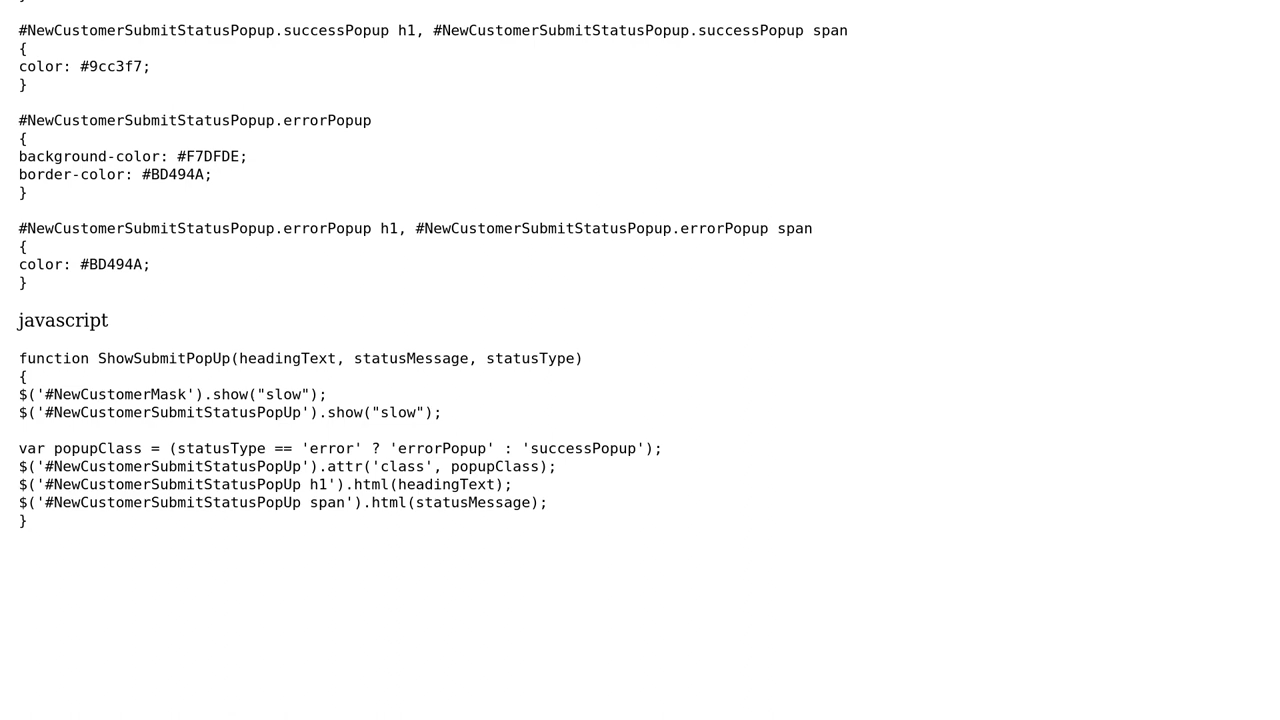 #NewCustomerSubmitStatusPopup.successPopup h1, #NewCustomerSubmitStatusPopup.successPopup span
{
color: #9cc3f7;
}
#NewCustomerSubmitStatusPopup.errorPopup
{
background-color: #F7DFDE;
border-color: #BD494A;
}
#NewCustomerSubmitStatusPopup.errorPopup h1, #NewCustomerSubmitStatusPopup.errorPopup span
{
color: #BD494A;
}
javascript
function ShowSubmitPopUp(headingText, statusMessage, statusType)
{
$('#NewCustomerMask').show("slow");
$('#NewCustomerSubmitStatusPopUp').show("slow");
var popupClass = (statusType == 'error' ? 'errorPopup' : 'successPopup');
$('#NewCustomerSubmitStatusPopUp').attr('class', popupClass);
$('#NewCustomerSubmitStatusPopUp h1').html(headingText);
$('#NewCustomerSubmitStatusPopUp span').html(statusMessage);
}